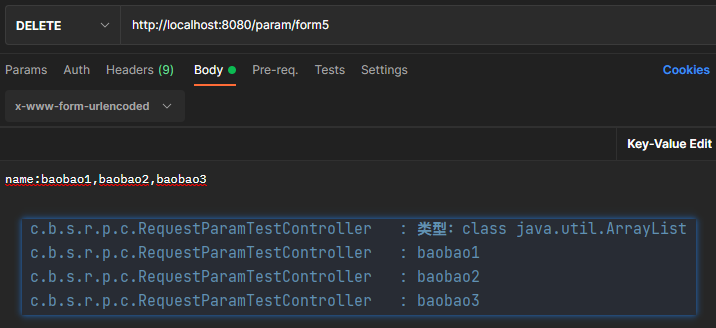 DELETE http://localhost:8080/param/form5
Params Auth Headers (9) Body Pre-req. Tests Settings Cookies
x-www-form-urlencoded
Key-Value Edit
name:baobao1,baobao2,baobao3
c.b.s.r.p.c.RequestParamTestController : 类型: class java.util.ArrayList
c.b.s.r.p.c.RequestParamTestController : baobao1
c.b.s.r.p.c.RequestParamTestController : baobao2
c.b.s.r.p.c.RequestParamTestController : baobao3